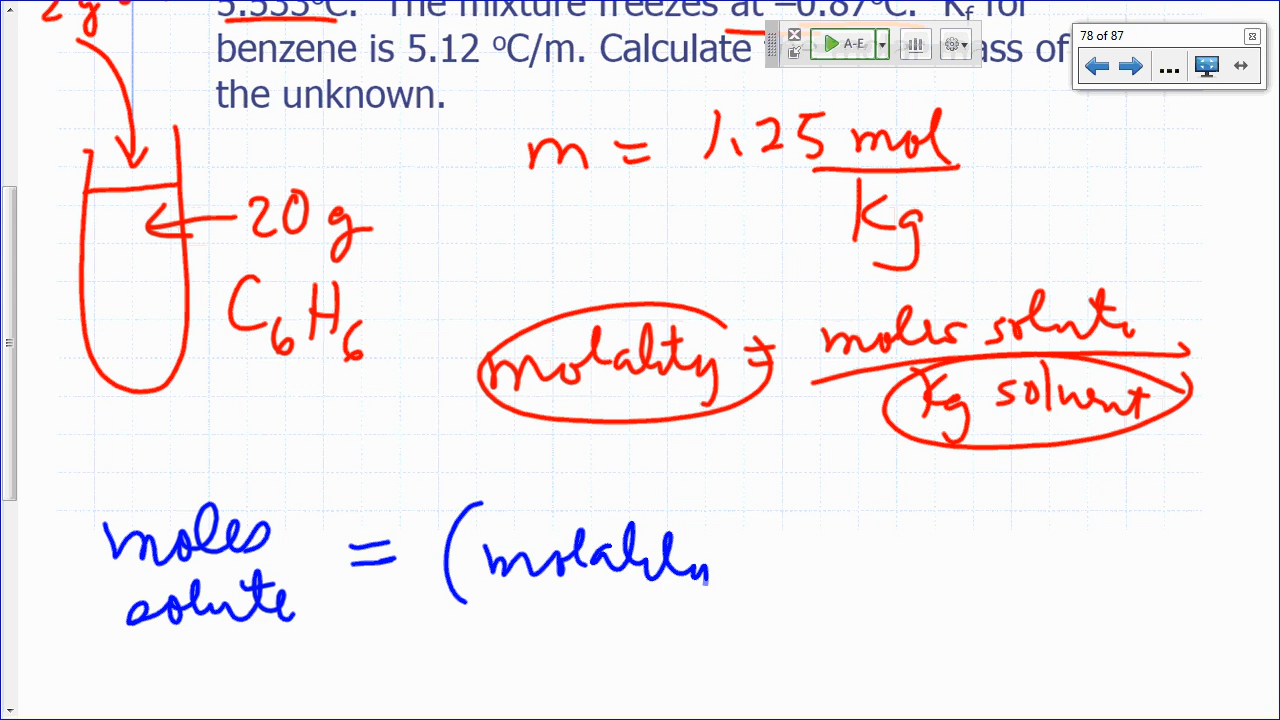 2 g
5.533°C. The mixture freezes at –0.87°C. Kf for
benzene is 5.12 °C/m. Calculate ass of
the unknown.
A-E
78 of 87
...
m = 1.25 mol
Kg
20 g
C6H6
molality = moles solute
Kg solvent
moles = (molality
solute